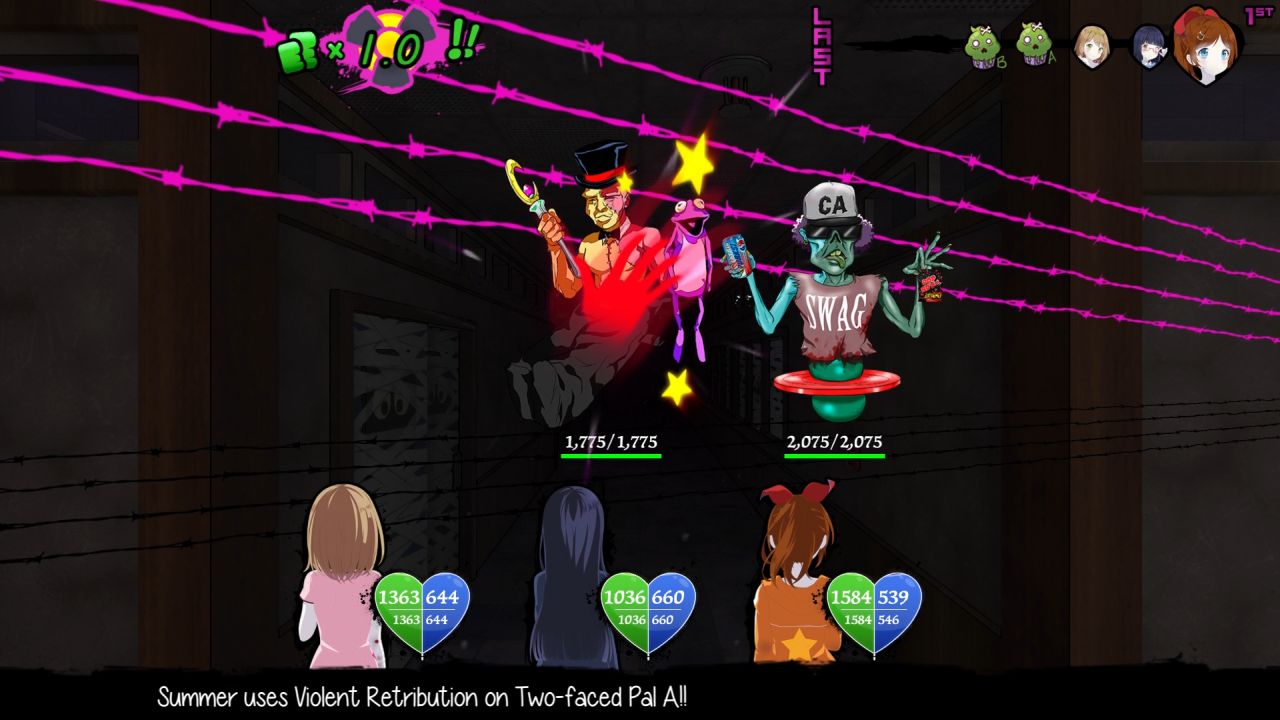 x 1.0 !!
LAST
B
A
1ST
CA
SWAG
1,775/1,775
2,075/2,075
1363 644
1363 644
1036 660
1036 660
1584 539
1584 546
Summer uses Violent Retribution on Two-faced Pal A!!